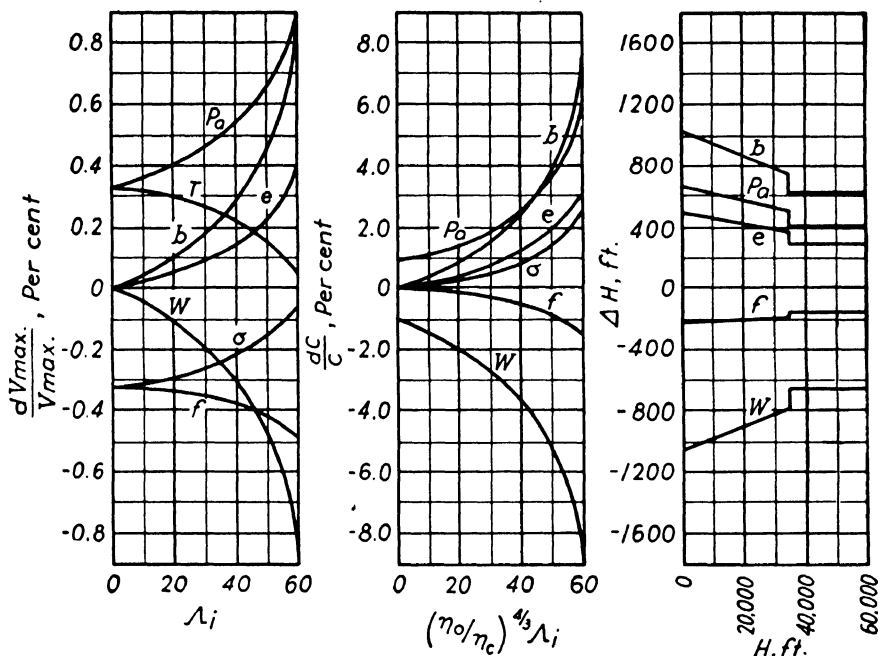 dVmax./Vmax., Per cent
0.8
0.6
0.4
0.2
0
-0.2
-0.4
-0.6
-0.8
Pa
T
b
e
W
σ
f
0 20 40 60
Λi
dC/C, Per cent
8.0
6.0
4.0
2.0
0
-2.0
-4.0
-6.0
-8.0
b
Pa
e
σ
f
W
0 20 40 60
(ηo/ηc)^4/3 Λi
ΔH, ft.
1600
1200
800
400
0
-400
-800
-1200
-1600
b
Pa
e
f
W
0 20,000 40,000 60,000
H, ft.